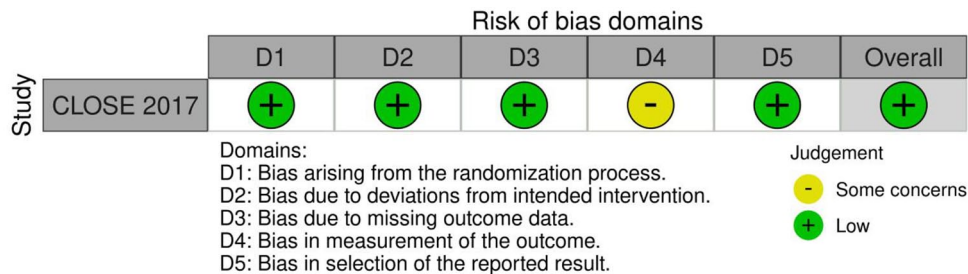 Risk of bias domains
D1 D2 D3 D4 D5 Overall
Study
CLOSE 2017 + + + - + +
Domains:
D1: Bias arising from the randomization process.
D2: Bias due to deviations from intended intervention.
D3: Bias due to missing outcome data.
D4: Bias in measurement of the outcome.
D5: Bias in selection of the reported result.
Judgement
- Some concerns
+ Low